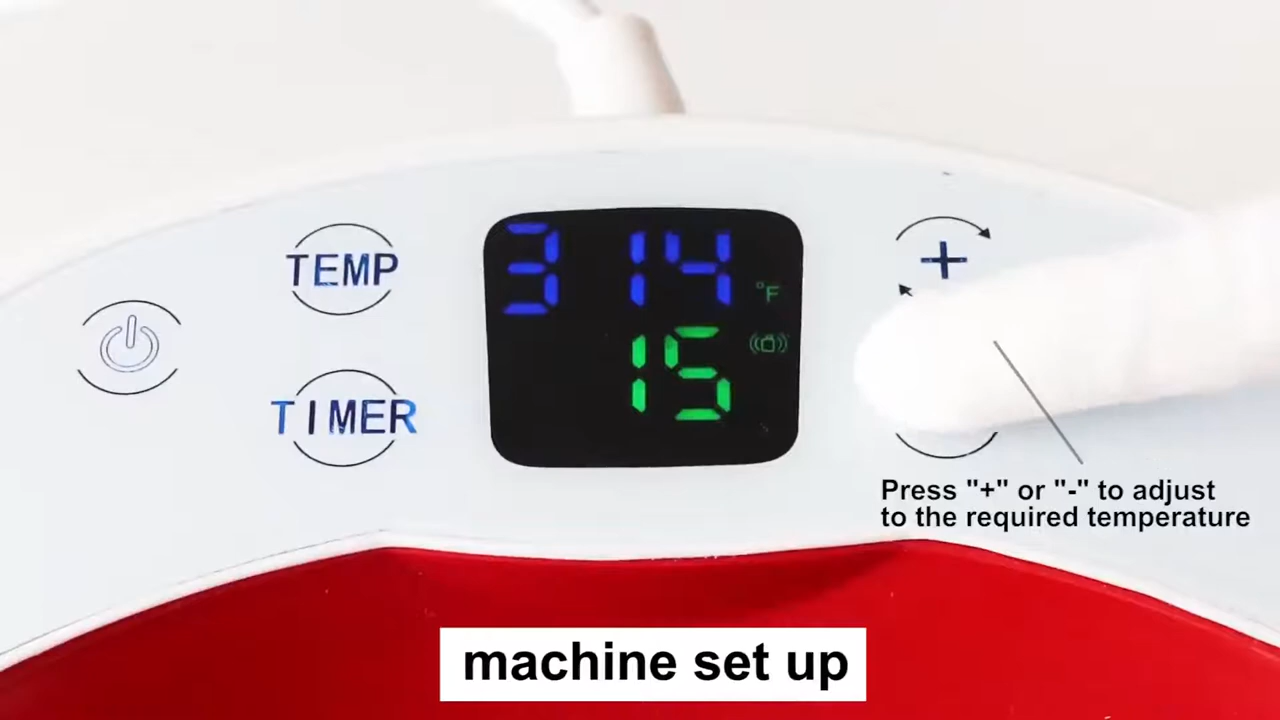 TEMP
TIMER
314
°F
15
+
Press "+" or "-" to adjust
to the required temperature
machine set up